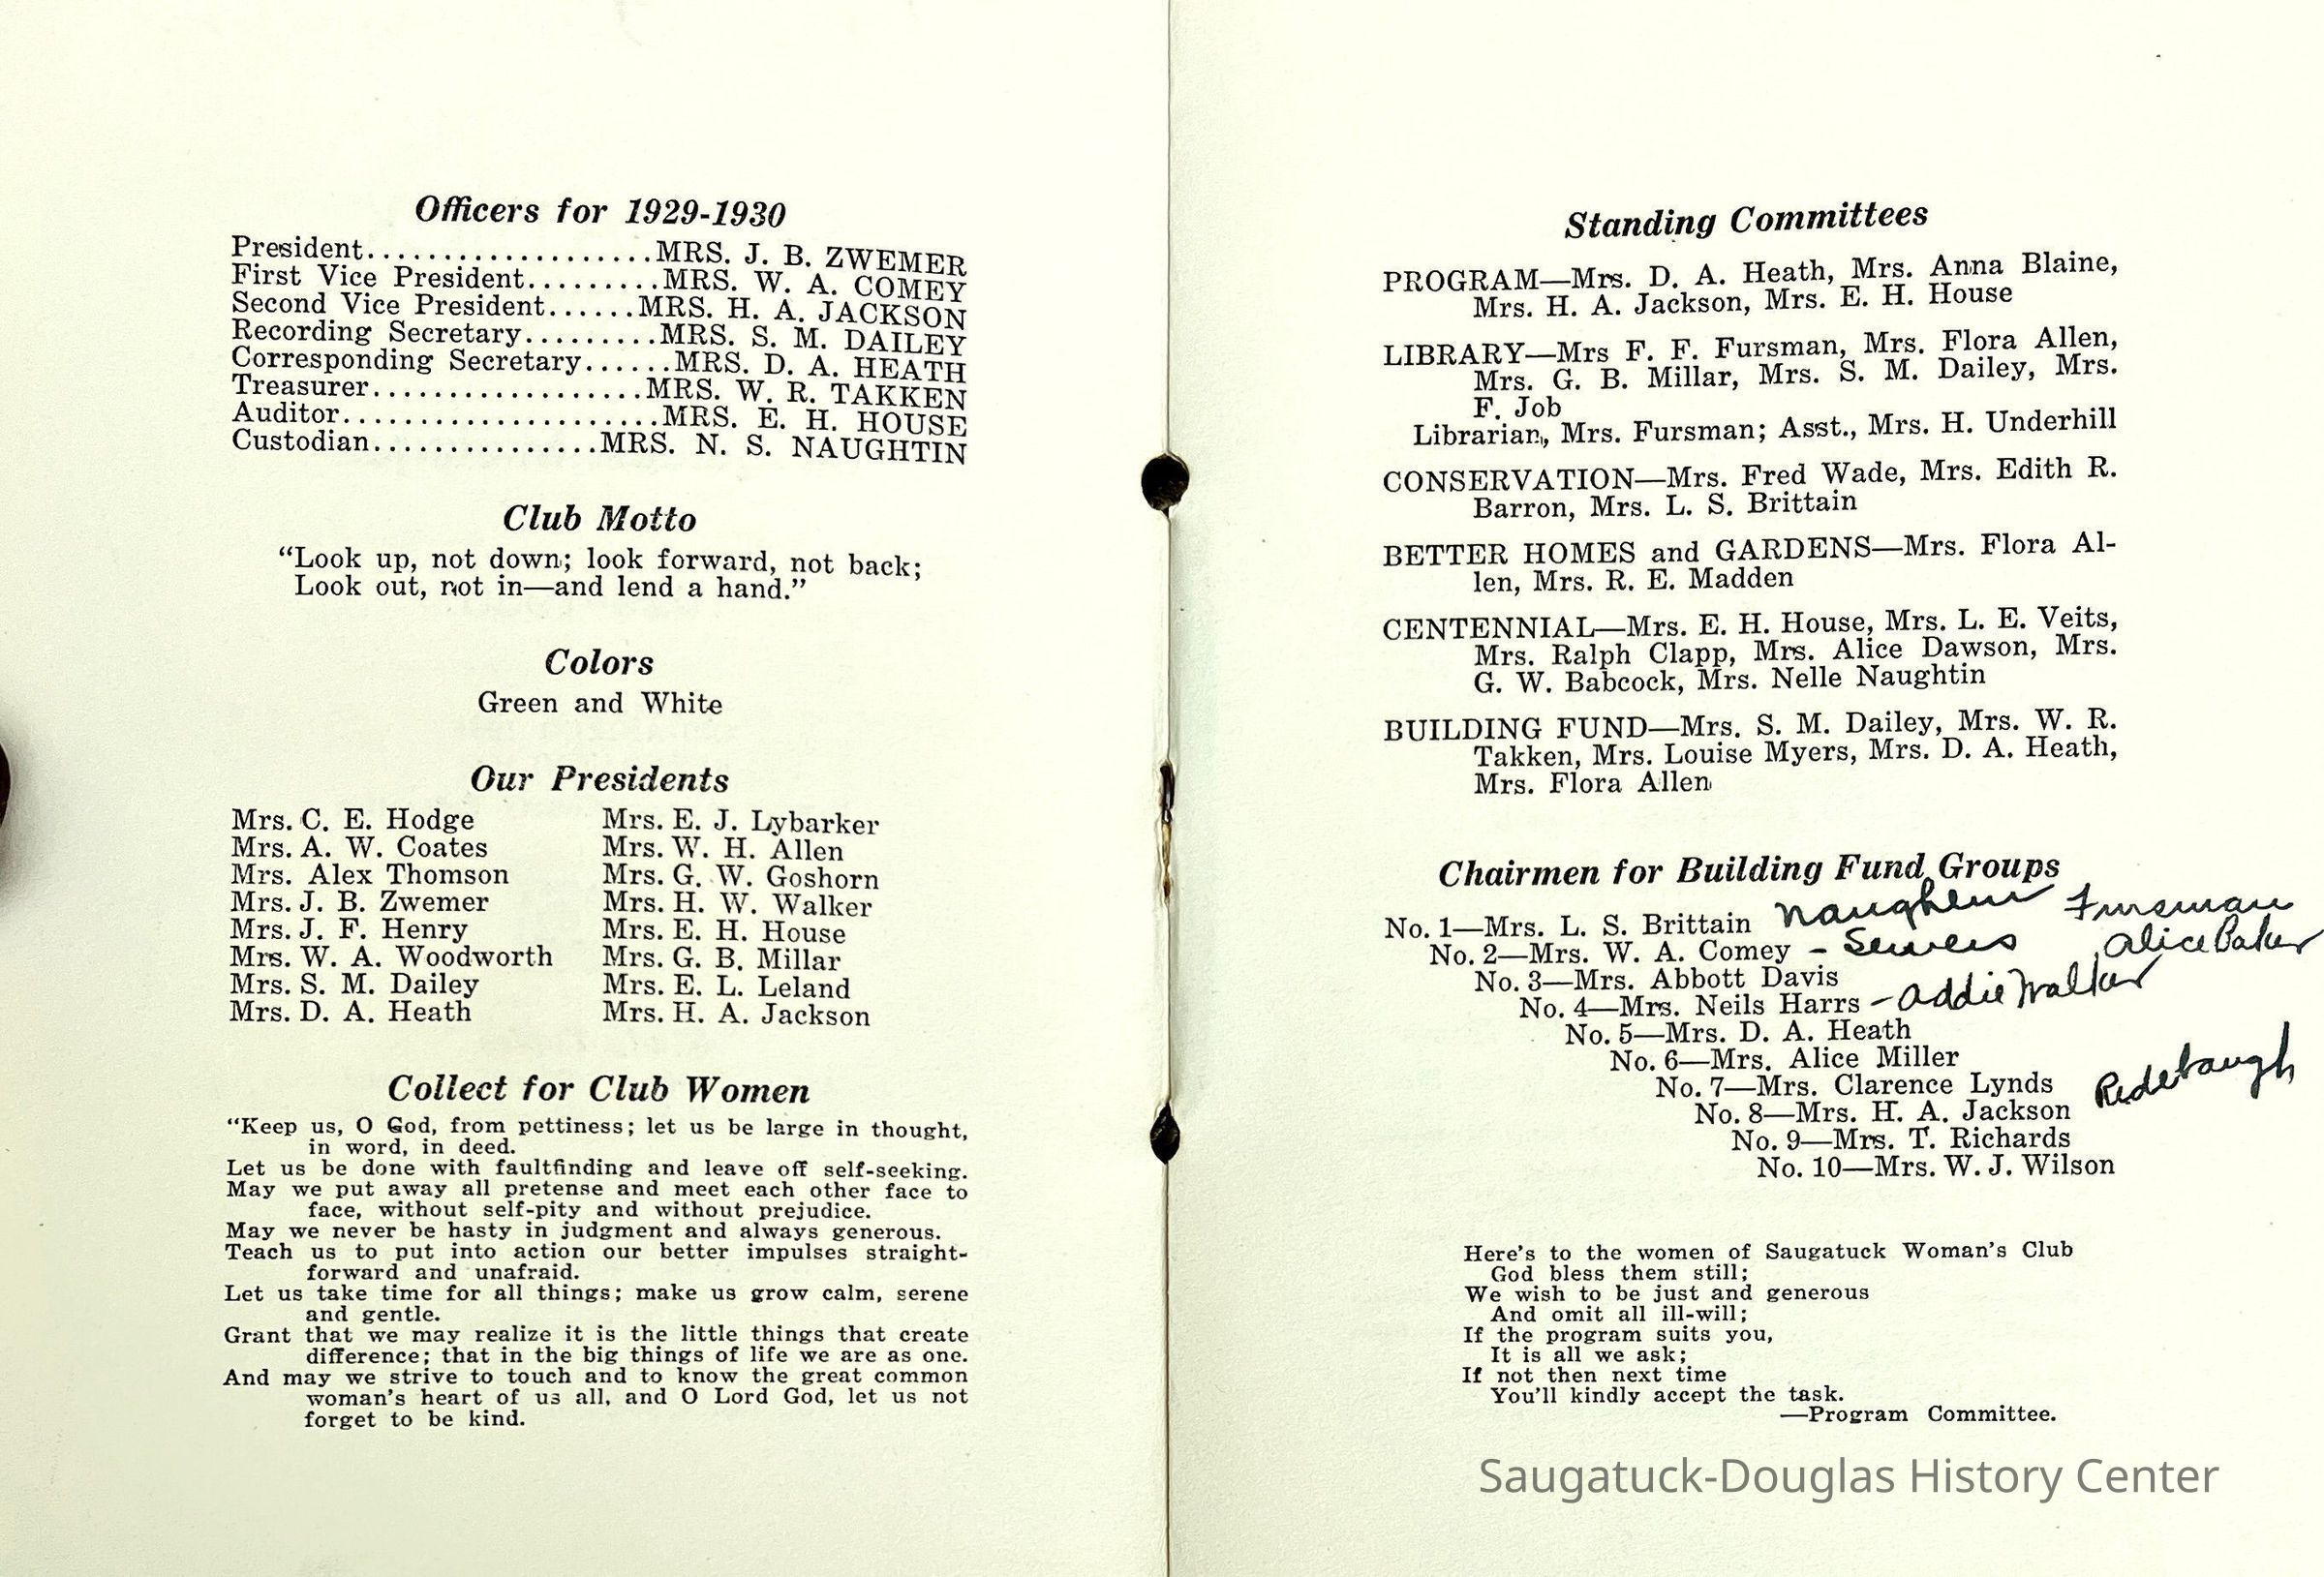 Officers for 1929-1930
President...................MRS. J. B. ZWEMER
First Vice President.........MRS. W. A. COMEY
Second Vice President......MRS. H. A. JACKSON
Recording Secretary.........MRS. S. M. DAILEY
Corresponding Secretary......MRS. D. A. HEATH
Treasurer..................MRS. W. R. TAKKEN
Auditor.....................MRS. E. H. HOUSE
Custodian...............MRS. N. S. NAUGHTIN
Club Motto
“Look up, not down; look forward, not back;
Look out, not in—and lend a hand.”
Colors
Green and White
Our Presidents
Mrs. C. E. Hodge
Mrs. A. W. Coates
Mrs. Alex Thomson
Mrs. J. B. Zwemer
Mrs. J. F. Henry
Mrs. W. A. Woodworth
Mrs. S. M. Dailey
Mrs. D. A. Heath
Mrs. E. J. Lybarker
Mrs. W. H. Allen
Mrs. G. W. Goshorn
Mrs. H. W. Walker
Mrs. E. H. House
Mrs. G. B. Millar
Mrs. E. L. Leland
Mrs. H. A. Jackson
Collect for Club Women
“Keep us, O God, from pettiness; let us be large in thought,
in word, in deed.
Let us be done with faultfinding and leave off self-seeking.
May we put away all pretense and meet each other face to
face, without self-pity and without prejudice.
May we never be hasty in judgment and always generous.
Teach us to put into action our better impulses straight-
forward and unafraid.
Let us take time for all things; make us grow calm, serene
and gentle.
Grant that we may realize it is the little things that create
difference; that in the big things of life we are as one.
And may we strive to touch and to know the great common
woman's heart of us all, and O Lord God, let us not
forget to be kind.
Standing Committees
PROGRAM—Mrs. D. A. Heath, Mrs. Anna Blaine,
Mrs. H. A. Jackson, Mrs. E. H. House
LIBRARY—Mrs F. F. Fursman, Mrs. Flora Allen,
Mrs. G. B. Millar, Mrs. S. M. Dailey, Mrs.
F. Job
Librarian, Mrs. Fursman; Asst., Mrs. H. Underhill
CONSERVATION—Mrs. Fred Wade, Mrs. Edith R.
Barron, Mrs. L. S. Brittain
BETTER HOMES and GARDENS—Mrs. Flora Al-
len, Mrs. R. E. Madden
CENTENNIAL—Mrs. E. H. House, Mrs. L. E. Veits,
Mrs. Ralph Clapp, Mrs. Alice Dawson, Mrs.
G. W. Babcock, Mrs. Nelle Naughtin
BUILDING FUND—Mrs. S. M. Dailey, Mrs. W. R.
Takken, Mrs. Louise Myers, Mrs. D. A. Heath,
Mrs. Flora Allen
Chairmen for Building Fund Groups
No. 1—Mrs. L. S. Brittain Fursman
No. 2—Mrs. W. A. Comey - Sewers Alice Baker
No. 3—Mrs. Abbott Davis
No. 4—Mrs. Neils Harrs - Addie Walker
No. 5—Mrs. D. A. Heath
No. 6—Mrs. Alice Miller
No. 7—Mrs. Clarence Lynds Redebaugh
No. 8—Mrs. H. A. Jackson
No. 9—Mrs. T. Richards
No. 10—Mrs. W. J. Wilson
Here's to the women of Saugatuck Woman's Club
God bless them still;
We wish to be just and generous
And omit all ill-will;
If the program suits you,
It is all we ask;
If not then next time
You'll kindly accept the task.
—Program Committee.
Saugatuck-Douglas History Center